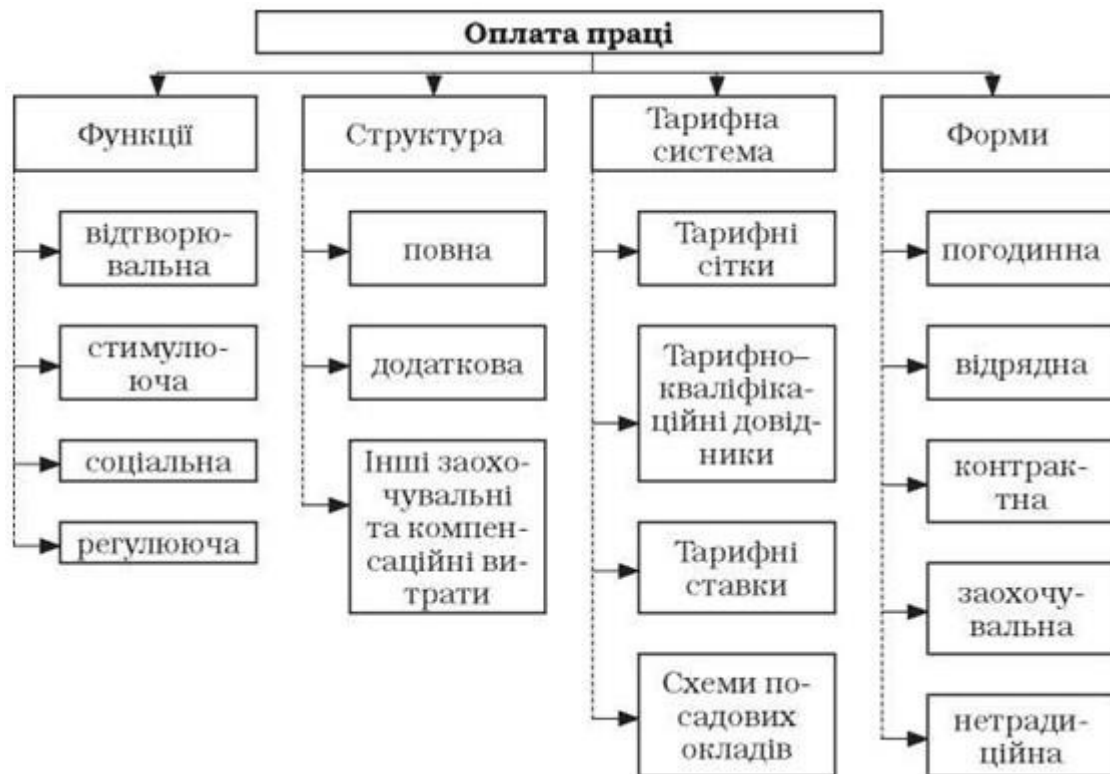 Оплата праці
Функції
відтворю-
вальна
стимулю-
юча
соціальна
регулююча
Структура
повна
додаткова
Інші заохо-
чувальні
та компен-
саційні ви-
трати
Тарифна
система
Тарифні
сітки
Тарифно–
кваліфіка-
ційні довід-
ники
Тарифні
ставки
Схеми по-
садових
окладів
Форми
погодинна
відрядна
контрак-
тна
заохочу-
вальна
нетради-
ційна